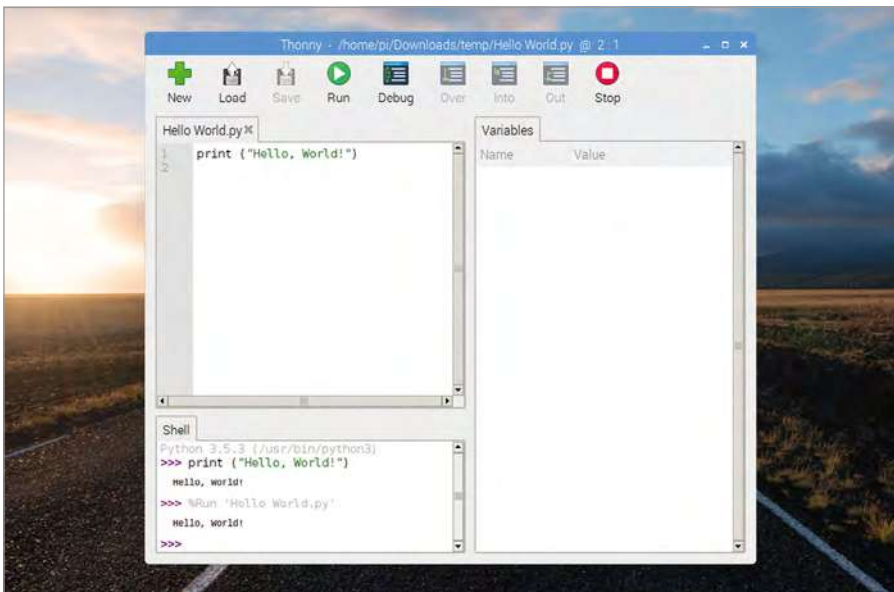 Thonny - /home/pi/Downloads/temp/Hello World.py @ 2 : 1
New Load Save Run Debug Over Into Out Stop
Hello World.py
1 print ("Hello, World!")
2
Variables
Name Value
Shell
Python 3.5.3 (/usr/bin/python3)
>>> print ("Hello, World!")
Hello, World!
>>> %Run 'Hello World.py'
Hello, World!
>>>